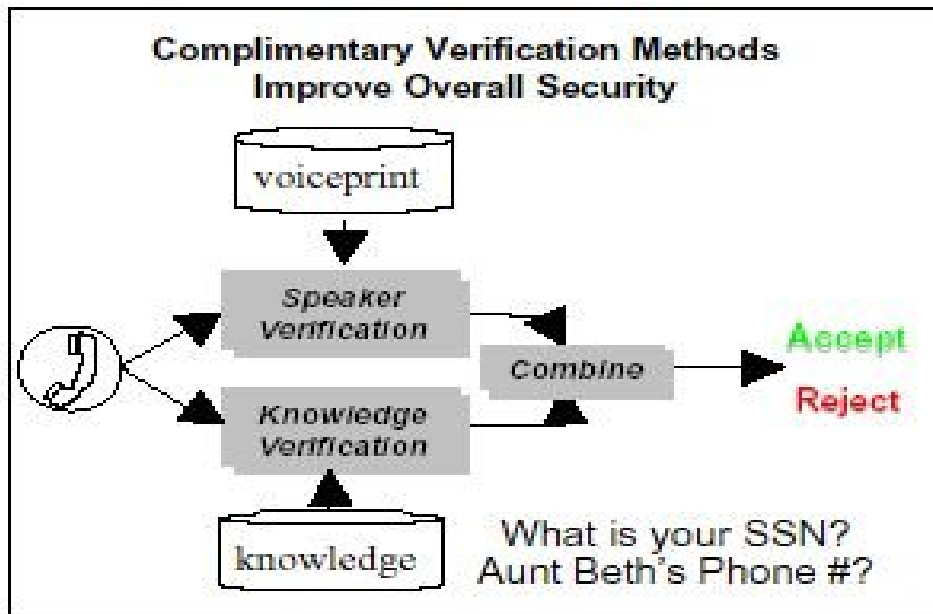 Complimentary Verification Methods
Improve Overall Security
voiceprint
Speaker
Verification
Combine
Accept
Reject
Knowledge
Verification
knowledge
What is your SSN?
Aunt Beth's Phone #?